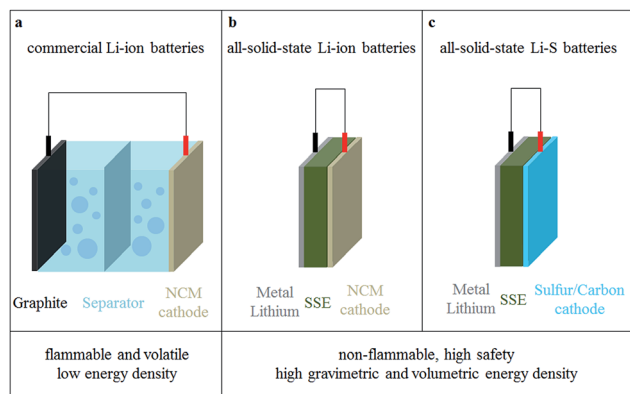 a
commercial Li-ion batteries
Graphite
Separator
NCM
cathode
flammable and volatile
low energy density
b
all-solid-state Li-ion batteries
Metal
Lithium
SSE
NCM
cathode
c
all-solid-state Li-S batteries
Metal
Lithium
SSE
Sulfur/Carbon
cathode
non-flammable, high safety
high gravimetric and volumetric energy density